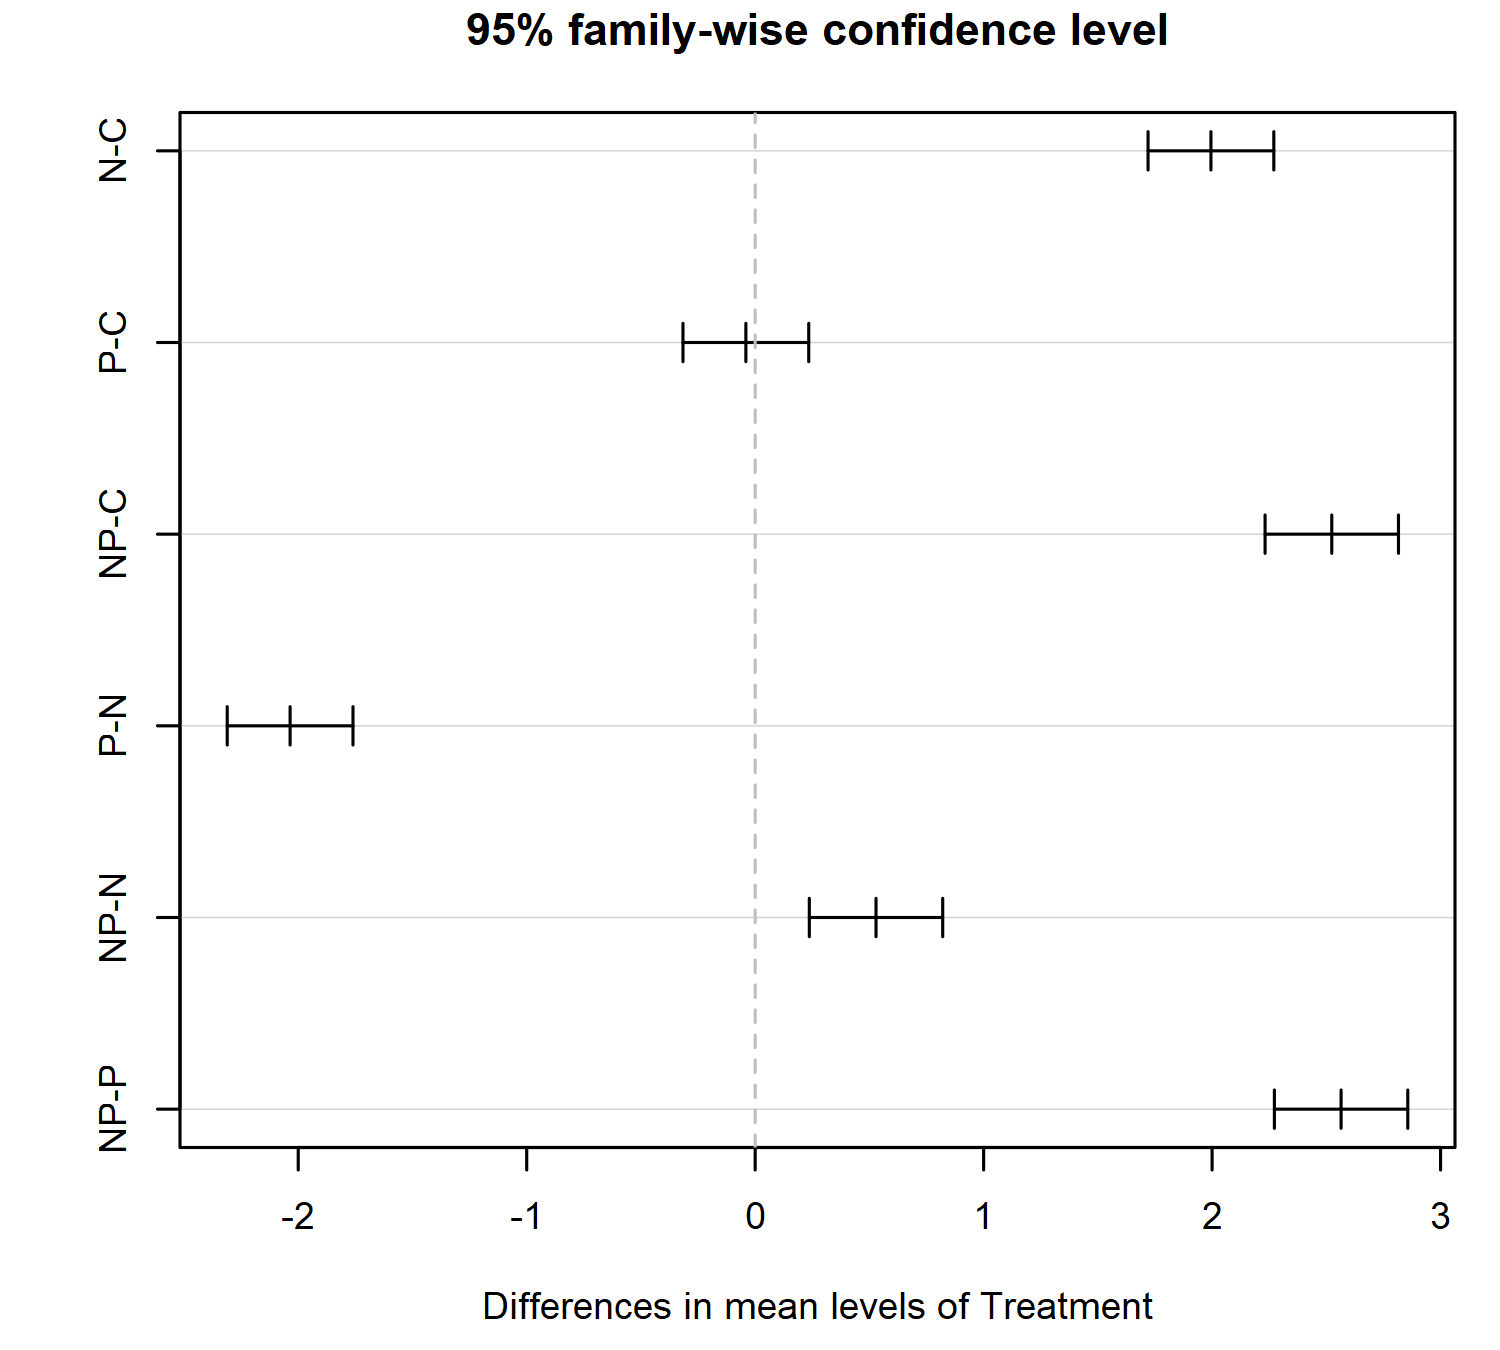 95% family-wise confidence level
N-C
P-C
NP-C
P-N
NP-N
NP-P
-2 -1 0 1 2 3
Differences in mean levels of Treatment